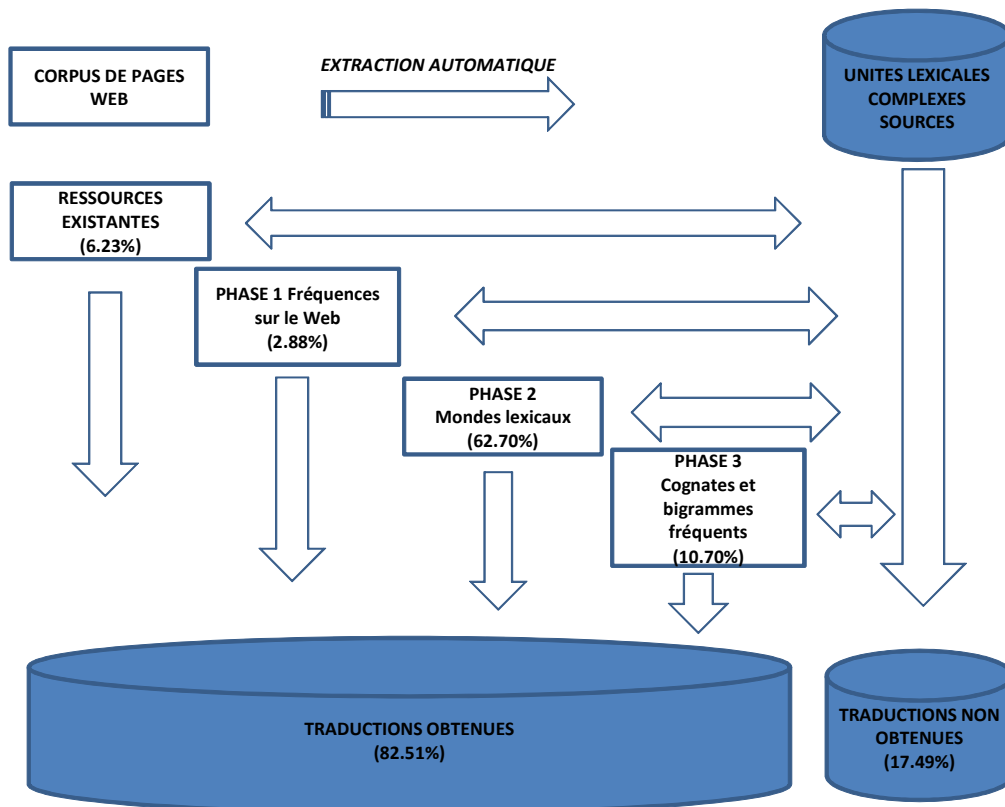 CORPUS DE PAGES
WEB
EXTRACTION AUTOMATIQUE
UNITES LEXICALES
COMPLEXES
SOURCES
RESSOURCES
EXISTANTES
(6.23%)
PHASE 1 Fréquences
sur le Web
(2.88%)
PHASE 2
Mondes lexicaux
(62.70%)
PHASE 3
Cognates et
bigrammes
fréquents
(10.70%)
TRADUCTIONS OBTENUES
(82.51%)
TRADUCTIONS NON
OBTENUES
(17.49%)